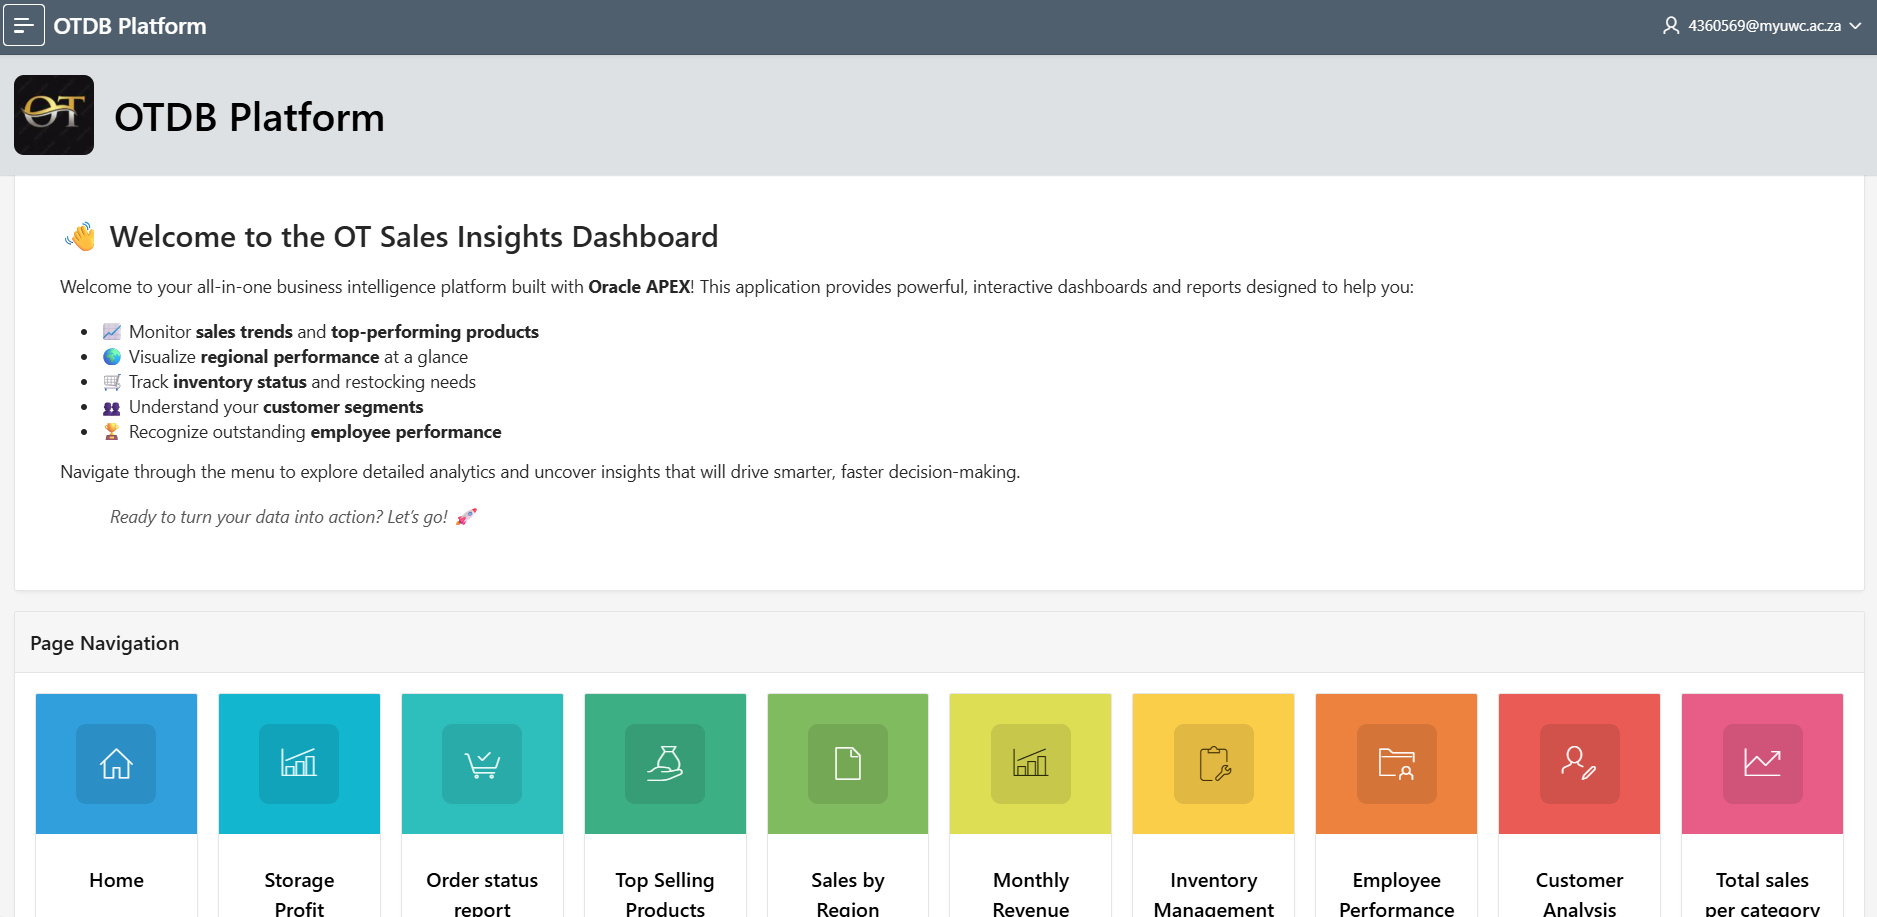 OTDB Platform
4360569@myuwc.ac.za
OT
OTDB Platform
👋 Welcome to the OT Sales Insights Dashboard
Welcome to your all-in-one business intelligence platform built with Oracle APEX! This application provides powerful, interactive dashboards and reports designed to help you:
• 📈 Monitor sales trends and top-performing products
• 🌍 Visualize regional performance at a glance
• 🛒 Track inventory status and restocking needs
• 👥 Understand your customer segments
• 🏆 Recognize outstanding employee performance
Navigate through the menu to explore detailed analytics and uncover insights that will drive smarter, faster decision-making.
Ready to turn your data into action? Let’s go! 🚀
Page Navigation
Home
Storage
Profit
Order status
report
Top Selling
Products
Sales by
Region
Monthly
Revenue
Inventory
Management
Employee
Performance
Customer
Analysis
Total sales
per category